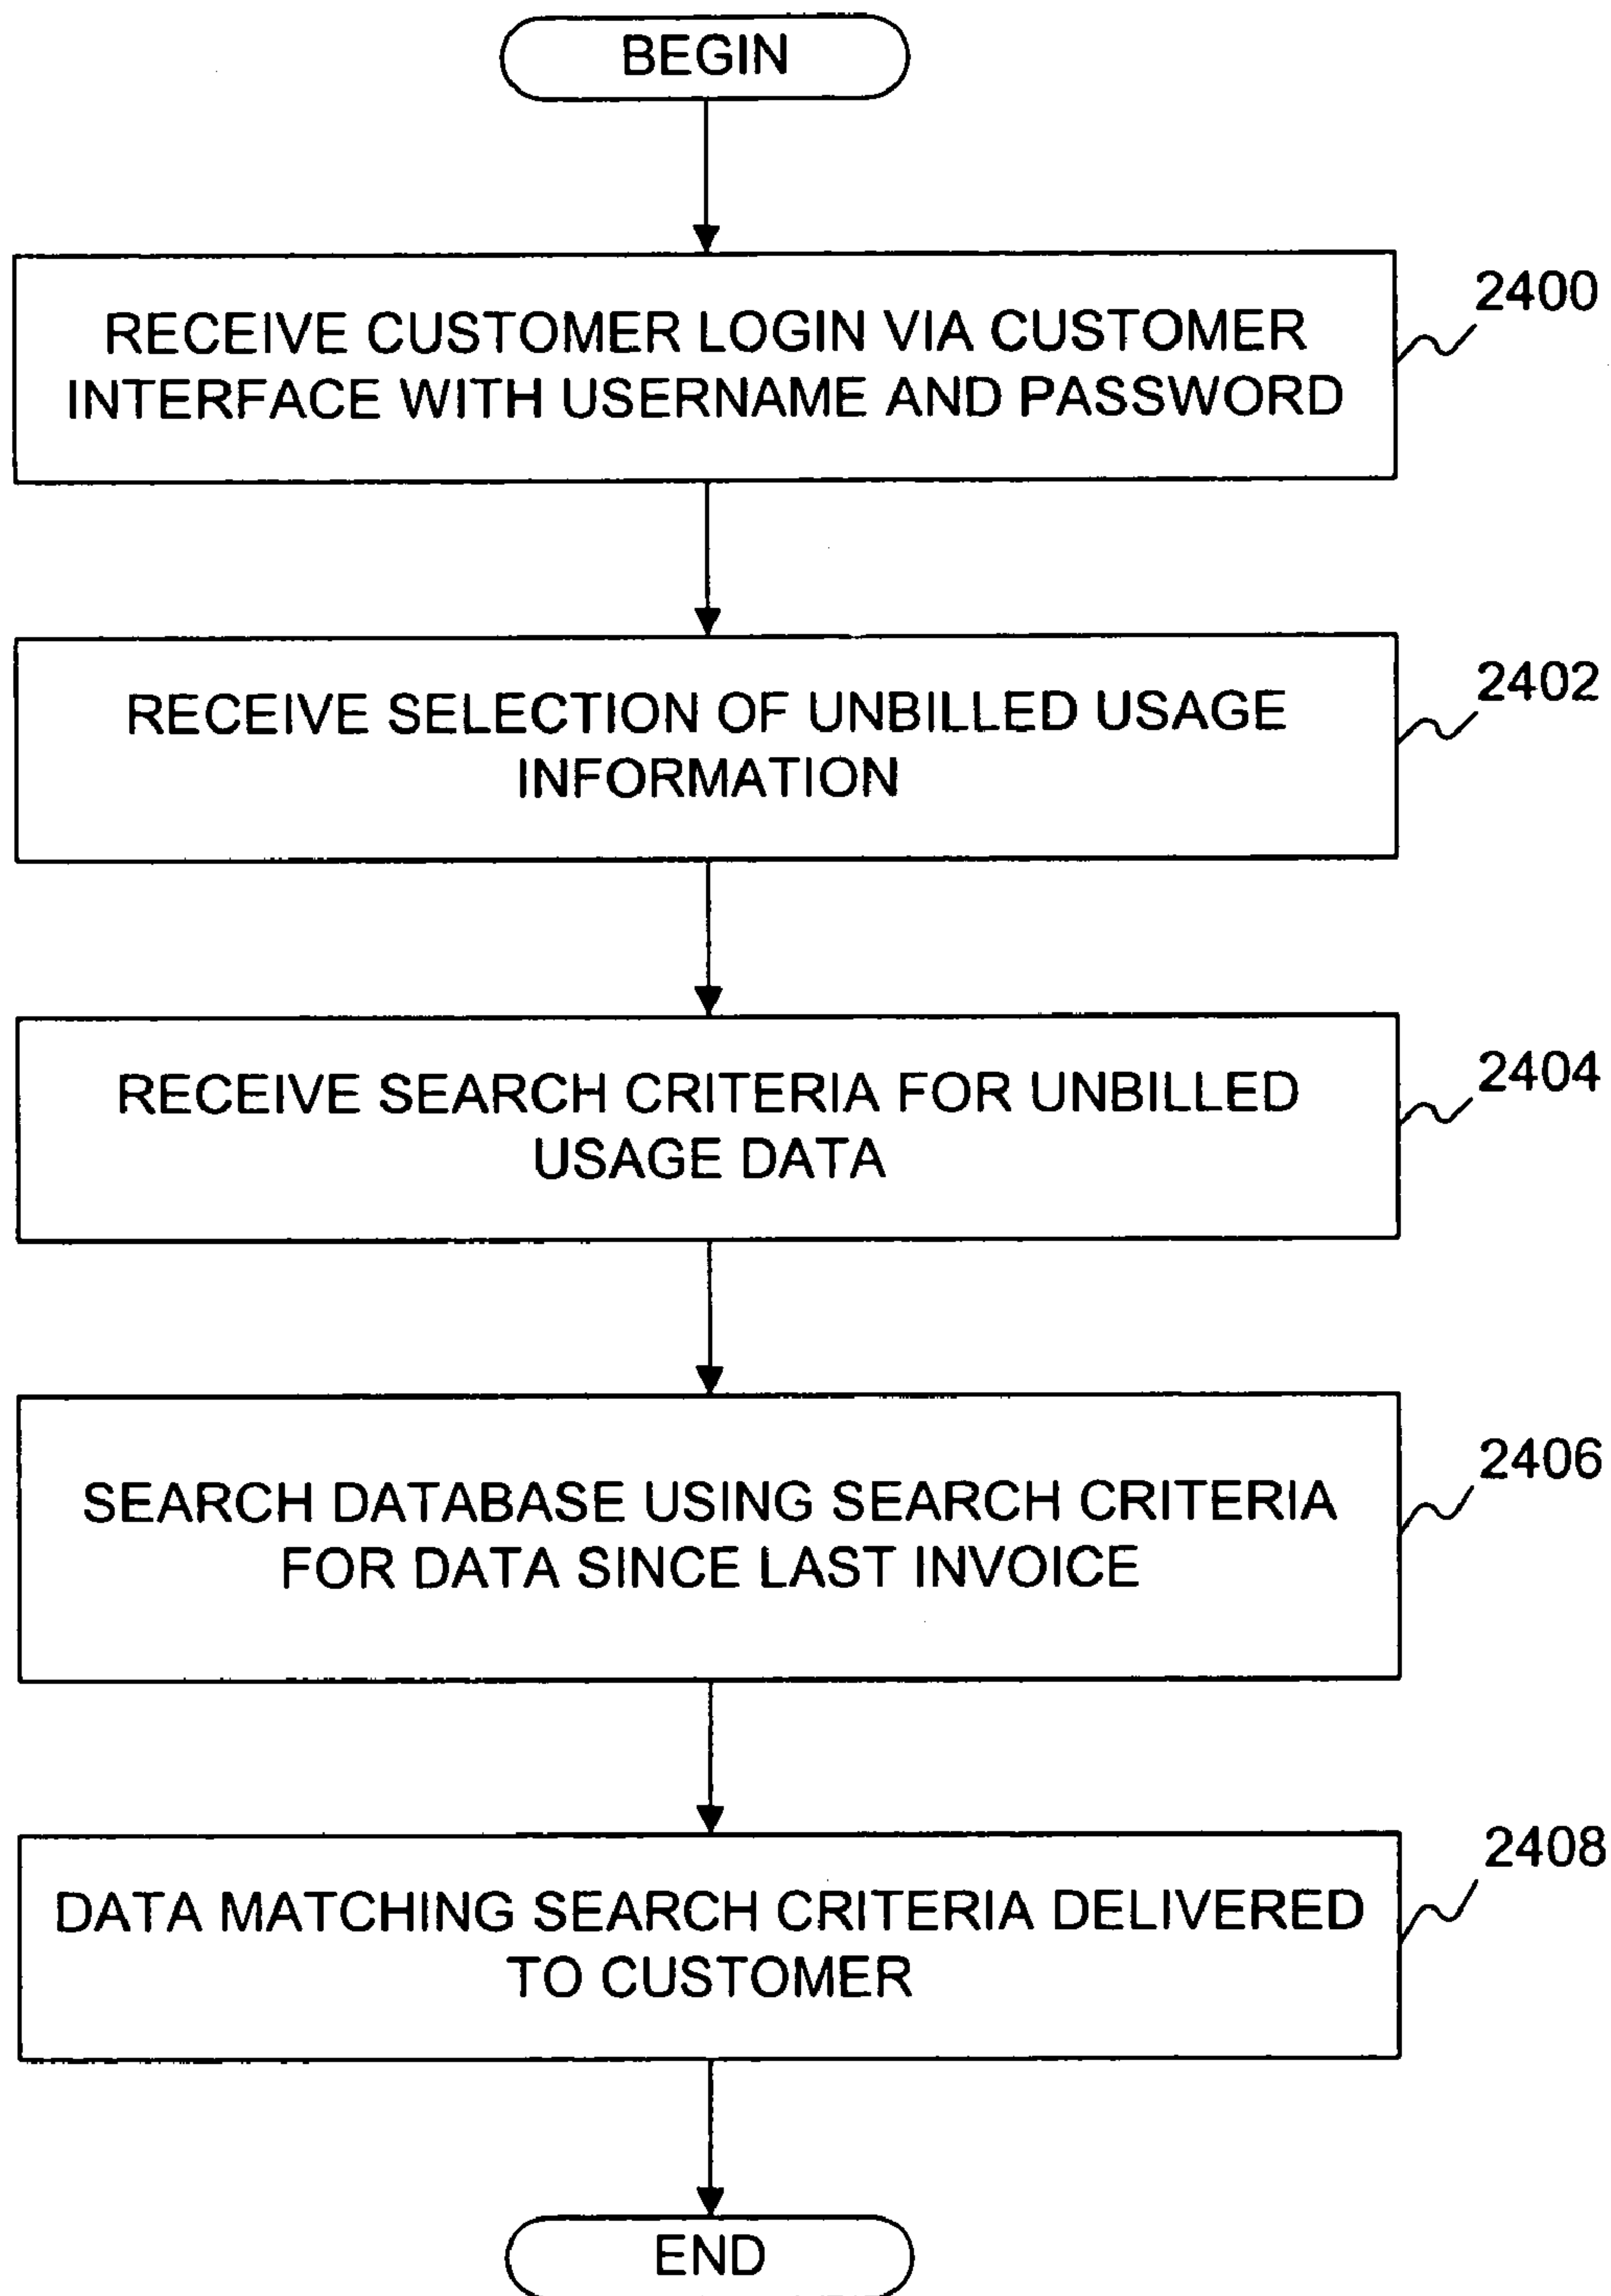 BEGIN
RECEIVE CUSTOMER LOGIN VIA CUSTOMER
INTERFACE WITH USERNAME AND PASSWORD
2400
RECEIVE SELECTION OF UNBILLED USAGE
INFORMATION
2402
RECEIVE SEARCH CRITERIA FOR UNBILLED
USAGE DATA
2404
SEARCH DATABASE USING SEARCH CRITERIA
FOR DATA SINCE LAST INVOICE
2406
DATA MATCHING SEARCH CRITERIA DELIVERED
TO CUSTOMER
2408
END